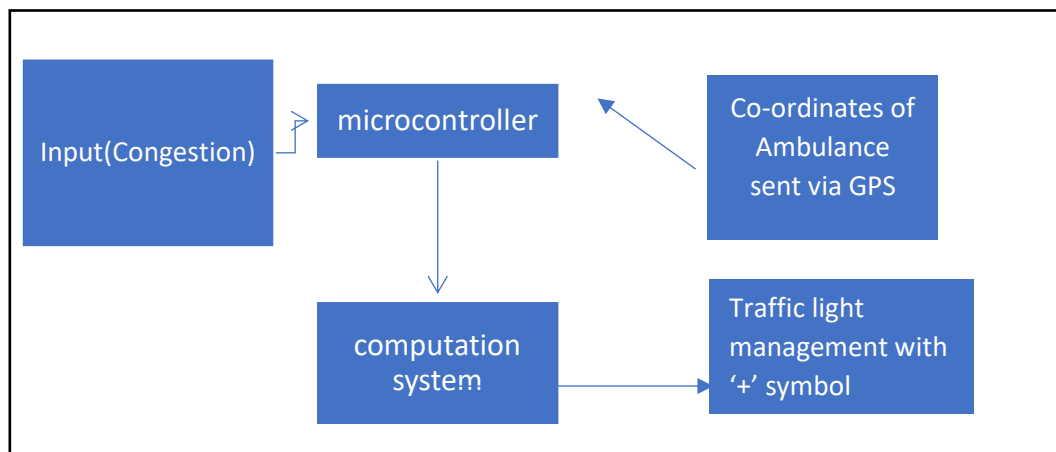 Input(Congestion)
microcontroller
Co-ordinates of
Ambulance
sent via GPS
computation
system
Traffic light
management with
‘+’ symbol